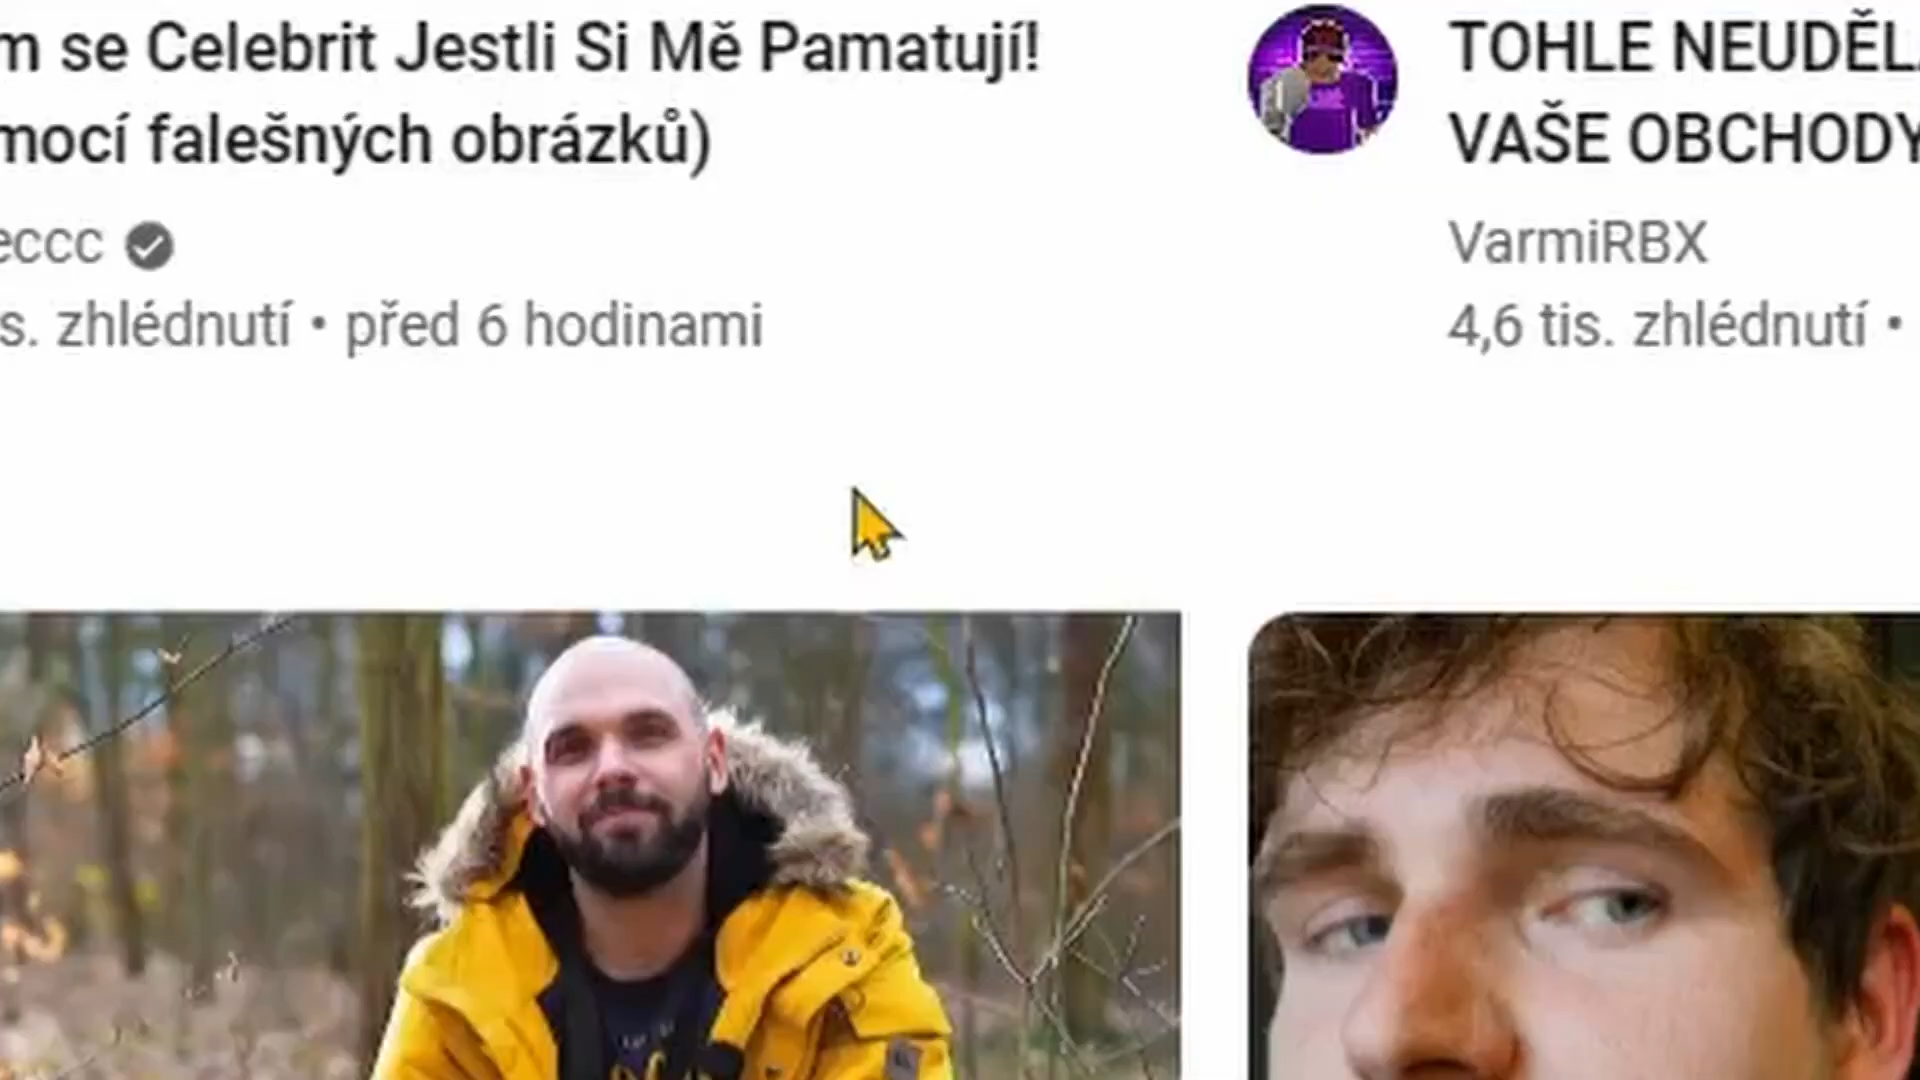 m se Celebrit Jestli Si Mě Pamatují!
mocí falešných obrázků)
eccc
s. zhlédnutí • před 6 hodinami
TOHLE NEUDĚL
VAŠE OBCHODY
VarmiRBX
4,6 tis. zhlédnutí •